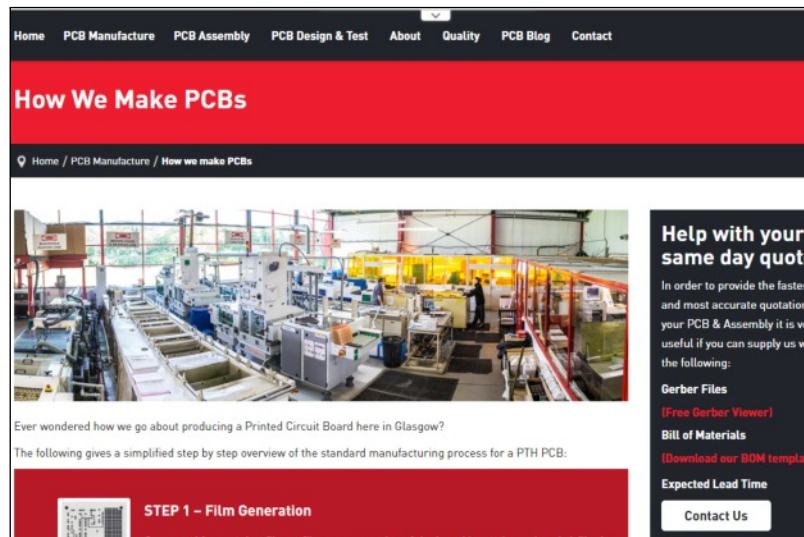 Home PCB Manufacture PCB Assembly PCB Design & Test About Quality PCB Blog Contact
How We Make PCBs
Home / PCB Manufacture / How we make PCBs
Ever wondered how we go about producing a Printed Circuit Board here in Glasgow?
The following gives a simplified step by step overview of the standard manufacturing process for a PTH PCB:
STEP 1 – Film Generation
Help with your
same day quot
In order to provide the faste
and most accurate quotation
your PCB & Assembly it is v
useful if you can supply us w
the following:
Gerber Files
(Free Gerber Viewer)
Bill of Materials
(Download our BOM templa
Expected Lead Time
Contact Us